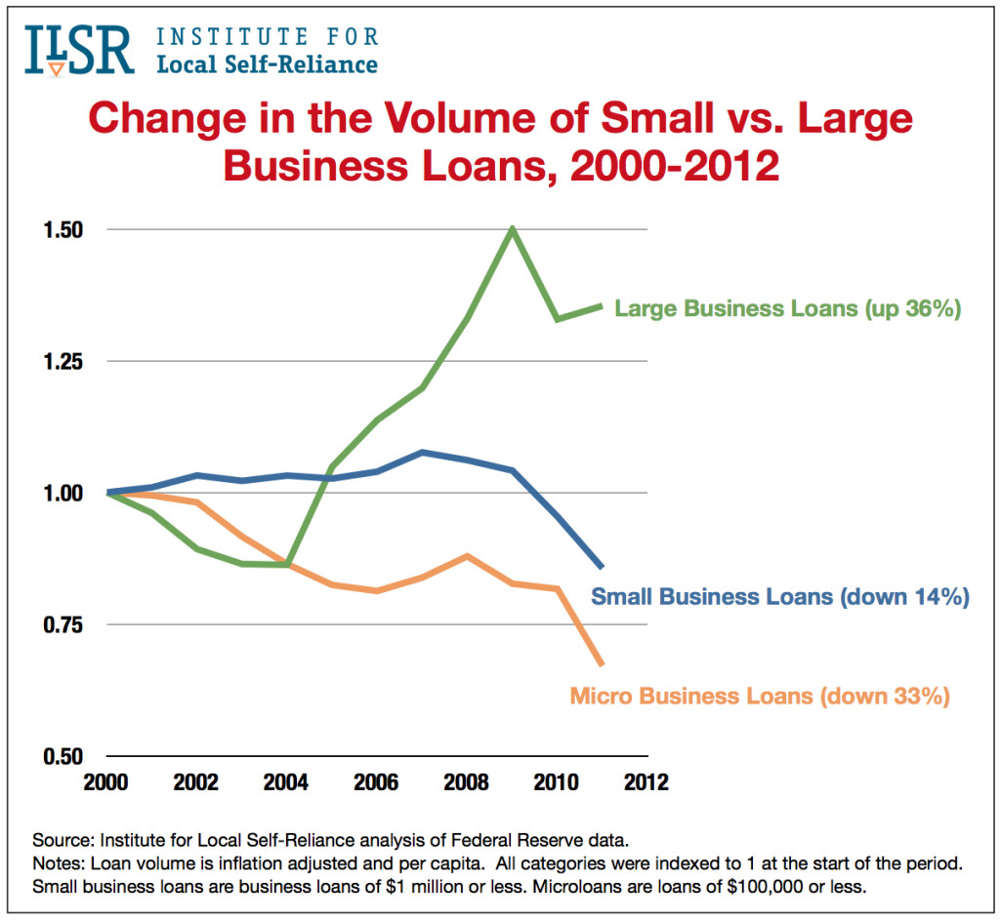 ILSR
INSTITUTE FOR
Local Self-Reliance
Change in the Volume of Small vs. Large
Business Loans, 2000-2012
1.50
Large Business Loans (up 36%)
1.25
1.00
Small Business Loans (down 14%)
0.75
Micro Business Loans (down 33%)
0.50
2000 2002 2004 2006 2008 2010 2012
Source: Institute for Local Self-Reliance analysis of Federal Reserve data.
Notes: Loan volume is inflation adjusted and per capita.  All categories were indexed to 1 at the start of the period.
Small business loans are business loans of $1 million or less. Microloans are loans of $100,000 or less.